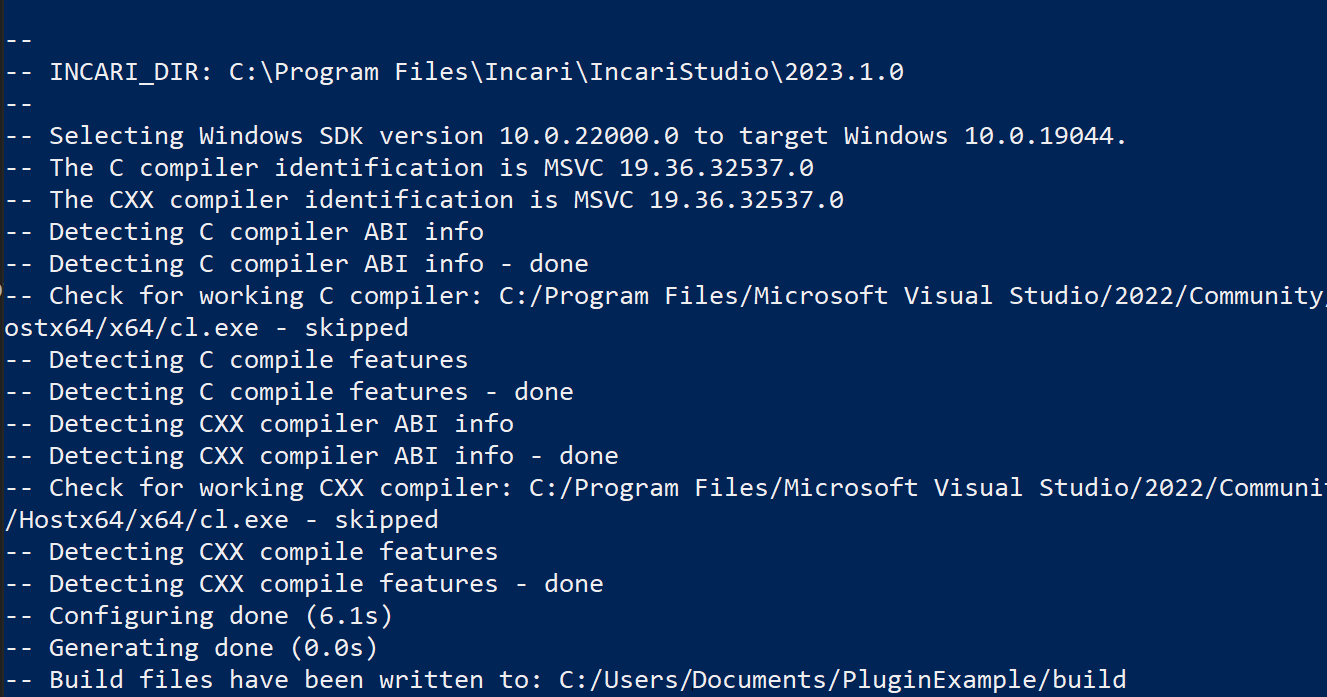 --
-- INCARI_DIR: C:\Program Files\Incari\IncariStudio\2023.1.0
--
-- Selecting Windows SDK version 10.0.22000.0 to target Windows 10.0.19044.
-- The C compiler identification is MSVC 19.36.32537.0
-- The CXX compiler identification is MSVC 19.36.32537.0
-- Detecting C compiler ABI info
-- Detecting C compiler ABI info - done
-- Check for working C compiler: C:/Program Files/Microsoft Visual Studio/2022/Community/
ostx64/x64/cl.exe - skipped
-- Detecting C compile features
-- Detecting C compile features - done
-- Detecting CXX compiler ABI info
-- Detecting CXX compiler ABI info - done
-- Check for working CXX compiler: C:/Program Files/Microsoft Visual Studio/2022/Communit
/Hostx64/x64/cl.exe - skipped
-- Detecting CXX compile features
-- Detecting CXX compile features - done
-- Configuring done (6.1s)
-- Generating done (0.0s)
-- Build files have been written to: C:/Users/Documents/PluginExample/build